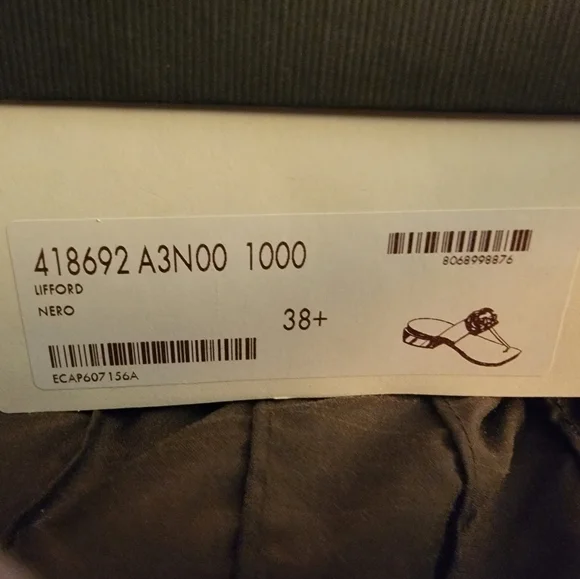 418692 A3N00 1000
LIFFORD
NERO
38+
8068998876
ECAP607156A